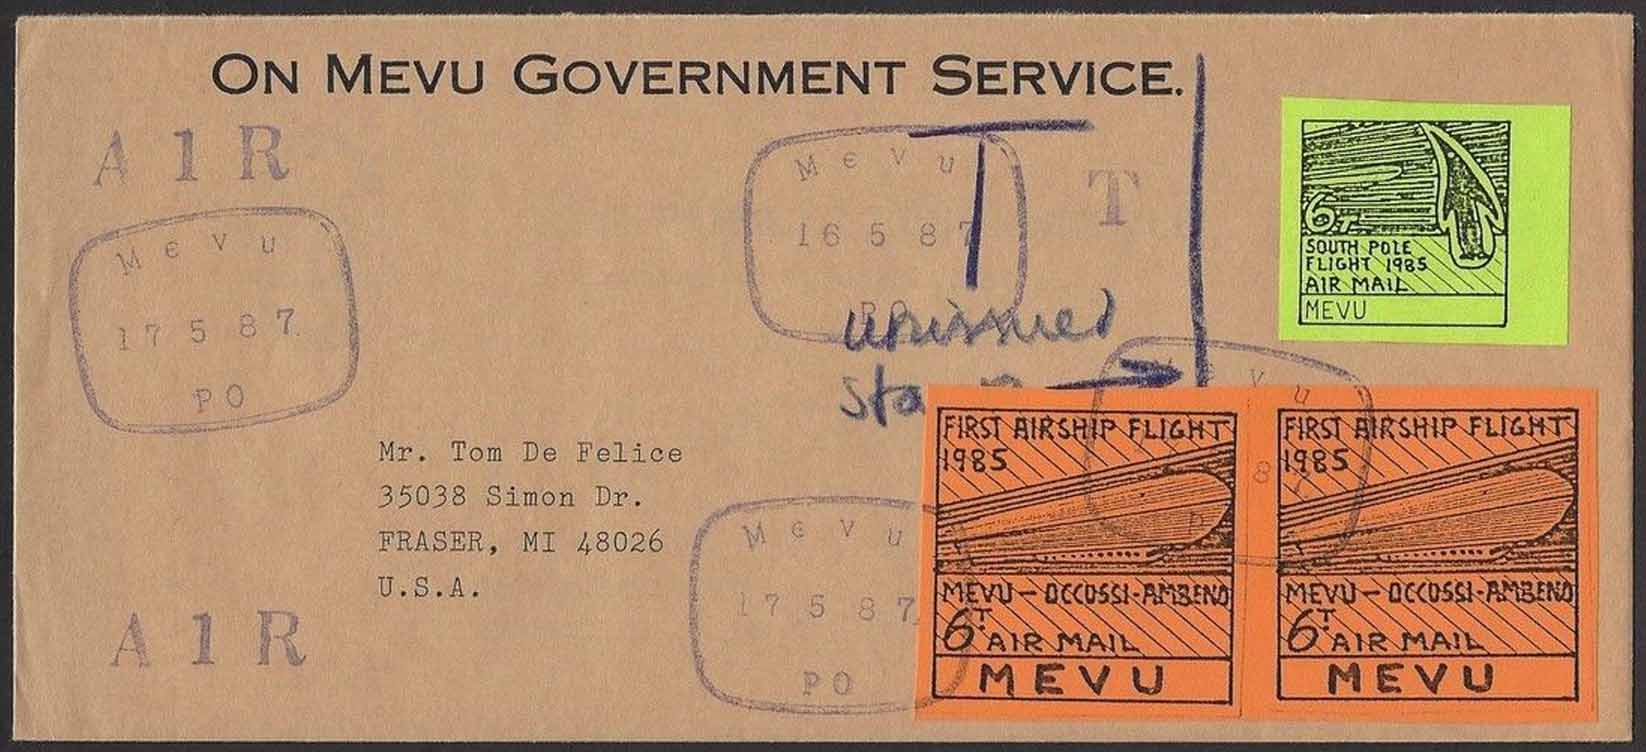 ON MEVU GOVERNMENT SERVICE.
A1R
MEVU
16 5 87
PO
T
T
unissued
MEVU
17 5 87
PO
6T
SOUTH POLE
FLIGHT 1985
AIR MAIL
MEVU
Mr. Tom De Felice
35038 Simon Dr.
FRASER, MI 48026
U.S.A.
MEVU
17 5 87
PO
A1R
FIRST AIRSHIP FLIGHT
1985
MEVU - OCCUSSI-AMBENO
6T AIR MAIL
MEVU
FIRST AIRSHIP FLIGHT
1985
MEVU - OCCUSSI-AMBENO
6T AIR MAIL
MEVU